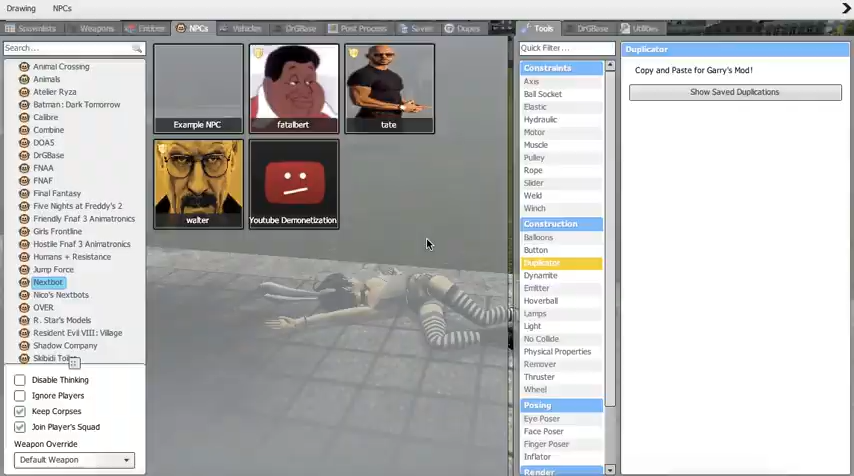 Drawing NPCs
Spawnlists Weapons Entities NPCs Vehicles DrGBase Post Process Saves Dupes Tools DrGBase Utilities
Search...
Animal Crossing
Animals
Atelier Ryza
Batman: Dark Tomorrow
Calibre
Combine
DOA5
DrGBase
FNAA
FNAF
Final Fantasy
Five Nights at Freddy's 2
Friendly Fnaf 3 Animatronics
Girls Frontline
Hostile Fnaf 3 Animatronics
Humans + Resistance
Jump Force
Nextbot
Nico's Nextbots
OVER
R. Star's Models
Resident Evil VIII: Village
Shadow Company
Skibidi
Disable Thinking
Ignore Players
Keep Corpses
Join Player's Squad
Weapon Override
Default Weapon
Example NPC
fatalbert
tate
walter
Youtube Demonetization
Quick Filter...
Constraints
Axis
Ball Socket
Elastic
Hydraulic
Motor
Muscle
Pulley
Rope
Slider
Weld
Winch
Construction
Balloons
Button
Duplicator
Dynamite
Emitter
Hoverball
Lamps
Light
No Collide
Physical Properties
Remover
Thruster
Wheel
Posing
Eye Poser
Face Poser
Finger Poser
Inflator
Render
Duplicator
Copy and Paste for Garry's Mod!
Show Saved Duplications